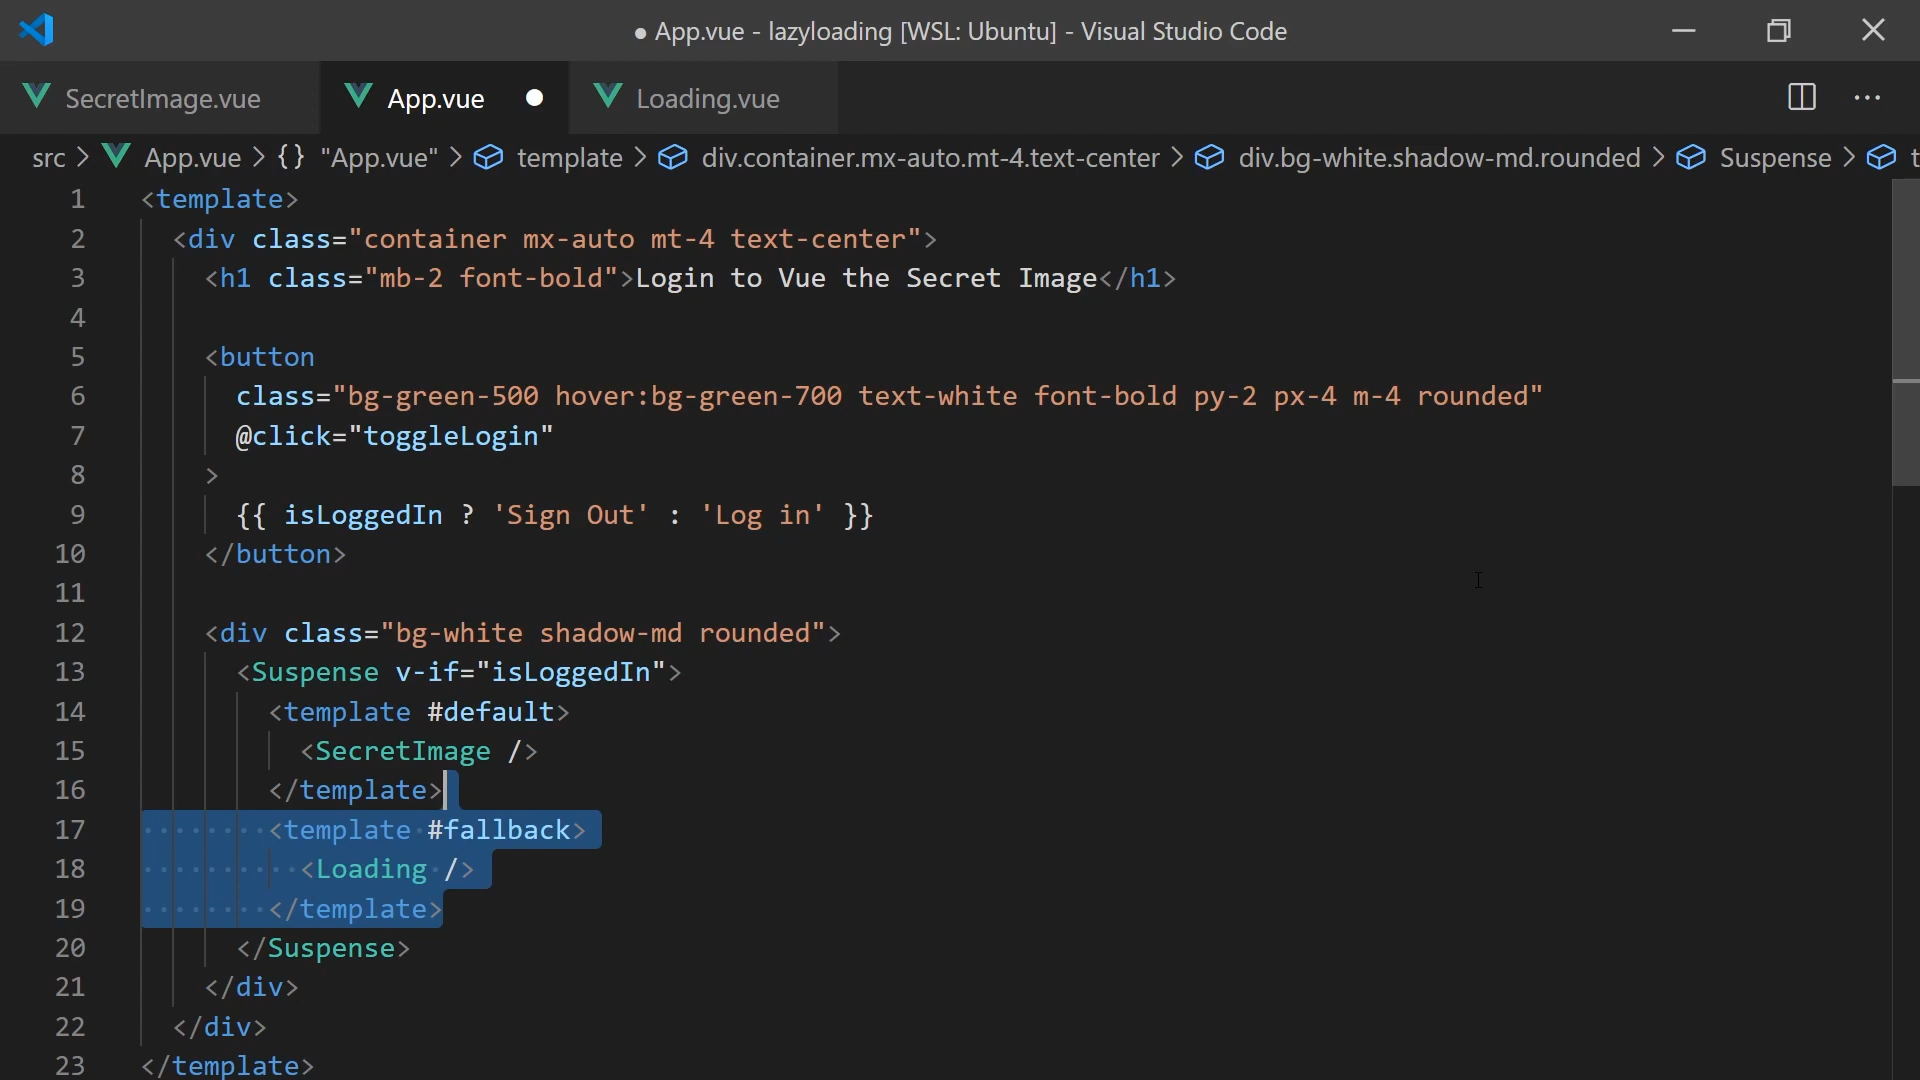 ● App.vue - lazyloading [WSL: Ubuntu] - Visual Studio Code
SecretImage.vue App.vue ● Loading.vue ...
src > App.vue > {} "App.vue" > template > div.container.mx-auto.mt-4.text-center > div.bg-white.shadow-md.rounded > Suspense > t
1 <template>
2 <div class="container mx-auto mt-4 text-center">
3 <h1 class="mb-2 font-bold">Login to Vue the Secret Image</h1>
4
5 <button
6 class="bg-green-500 hover:bg-green-700 text-white font-bold py-2 px-4 m-4 rounded"
7 @click="toggleLogin"
8 >
9 {{ isLoggedIn ? 'Sign Out' : 'Log in' }}
10 </button>
11
12 <div class="bg-white shadow-md rounded">
13 <Suspense v-if="isLoggedIn">
14 <template #default>
15 <SecretImage />
16 </template>
17 <template #fallback>
18 <Loading />
19 </template>
20 </Suspense>
21 </div>
22 </div>
23 </template>